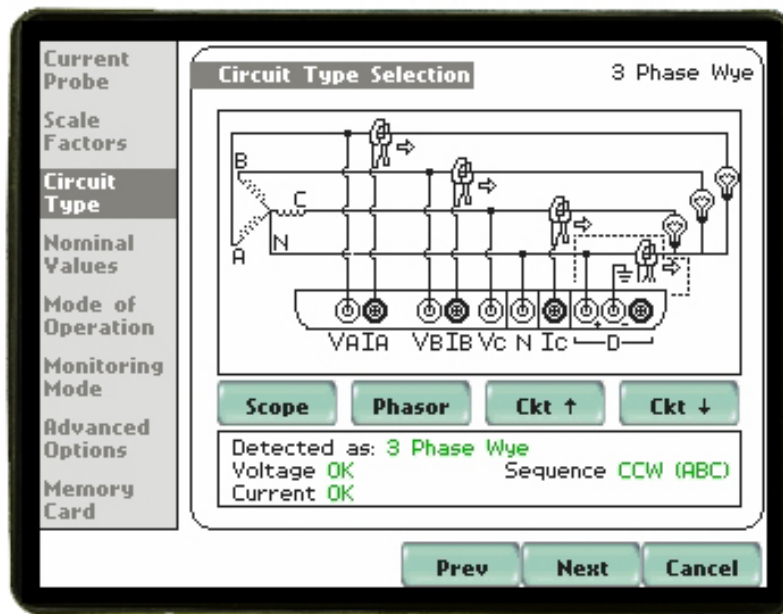 Current
Probe
Scale
Factors
Circuit
Type
Nominal
Values
Mode of
Operation
Monitoring
Mode
Advanced
Options
Memory
Card
Circuit Type Selection
3 Phase Wye
B
C
A
N
VA IA VB IB VC N IC D
+ -
Scope
Phasor
Ckt ↑
Ckt ↓
Detected as: 3 Phase Wye
Voltage OK
Sequence CCW (ABC)
Current OK
Prev
Next
Cancel